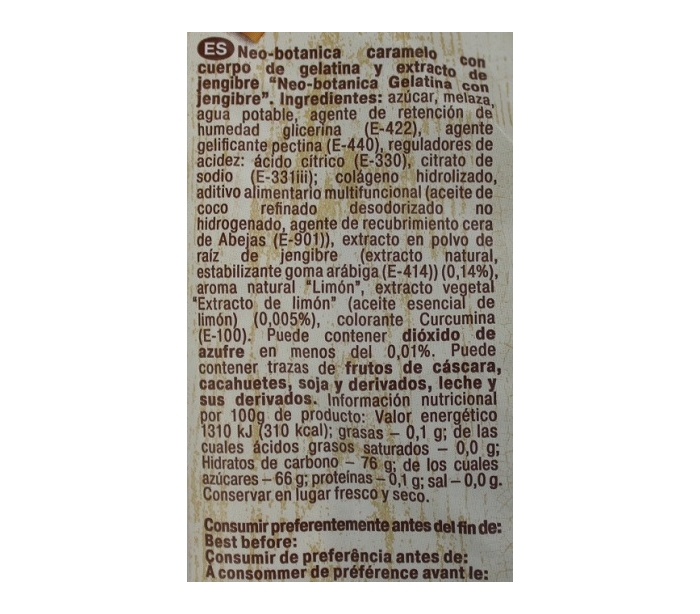 ES Neo-botanica caramelo con
cuerpo de gelatina y extracto de
jengibre "Neo-botanica Gelatina con
jengibre". Ingredientes: azúcar, melaza,
agua potable, agente de retención de
humedad glicerina (E-422), agente
gelificante pectina (E-440), reguladores de
acidez: ácido cítrico (E-330), citrato de
sodio (E-331iii); colágeno hidrolizado,
aditivo alimentario multifuncional (aceite de
coco refinado desodorizado no
hidrogenado, agente de recubrimiento cera
de Abejas (E-901)), extracto en polvo de
raíz de jengibre (extracto natural,
estabilizante goma arábiga (E-414)) (0,14%),
aroma natural "Limón", extracto vegetal
"Extracto de limón" (aceite esencial de
limón) (0,005%), colorante Curcumina
(E-100). Puede contener dióxido de
azufre en menos del 0,01%. Puede
contener trazas de frutos de cáscara,
cacahuetes, soja y derivados, leche y
sus derivados. Información nutricional
por 100g de producto: Valor energético
1310 kJ (310 kcal); grasas – 0,1 g; de las
cuales ácidos grasos saturados – 0,0 g;
Hidratos de carbono – 76 g; de los cuales
azúcares – 66 g; proteínas – 0,1 g; sal – 0,0 g.
Conservar en lugar fresco y seco.
Consumir preferentemente antes del fin de:
Best before:
Consumir de preferência antes de:
A consommer de préférence avant le: